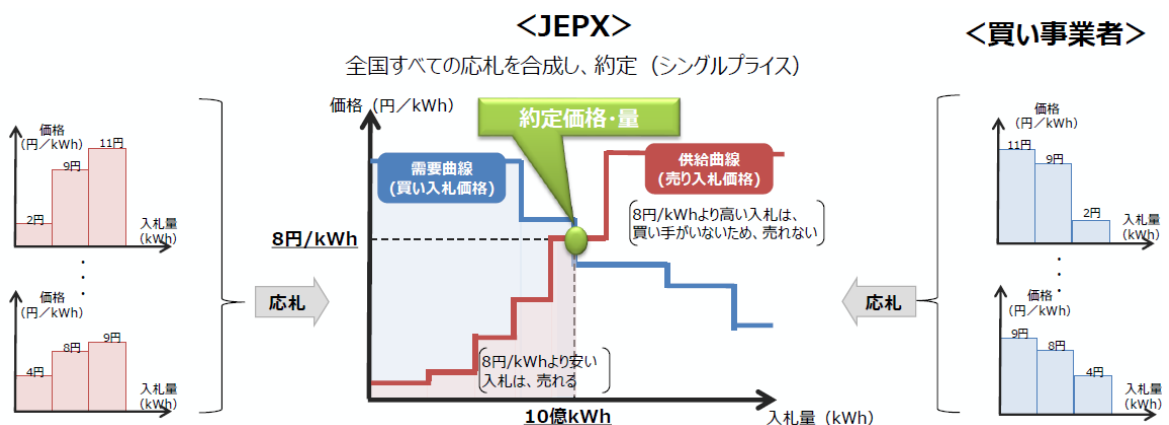 <JEPX>
<買い事業者>
全国すべての応札を合成し、約定（シングルプライス）
価格
（円／kWh）
2円
9円
11円
入札量
（kWh）
・
・
・
価格
（円／kWh）
4円
8円
9円
入札量
（kWh）
応札
価格（円／kWh）
約定価格・量
需要曲線
（買い入札価格）
供給曲線
（売り入札価格）
8円/kWhより高い入札は、
買い手がいないため、売れない
8円/kWh
8円/kWhより安い
入札は、売れる
10億kWh
入札量（kWh）
応札
価格
（円／kWh）
11円
9円
2円
入札量
（kWh）
・
・
・
価格
（円／kWh）
9円
8円
4円
入札量
（kWh）